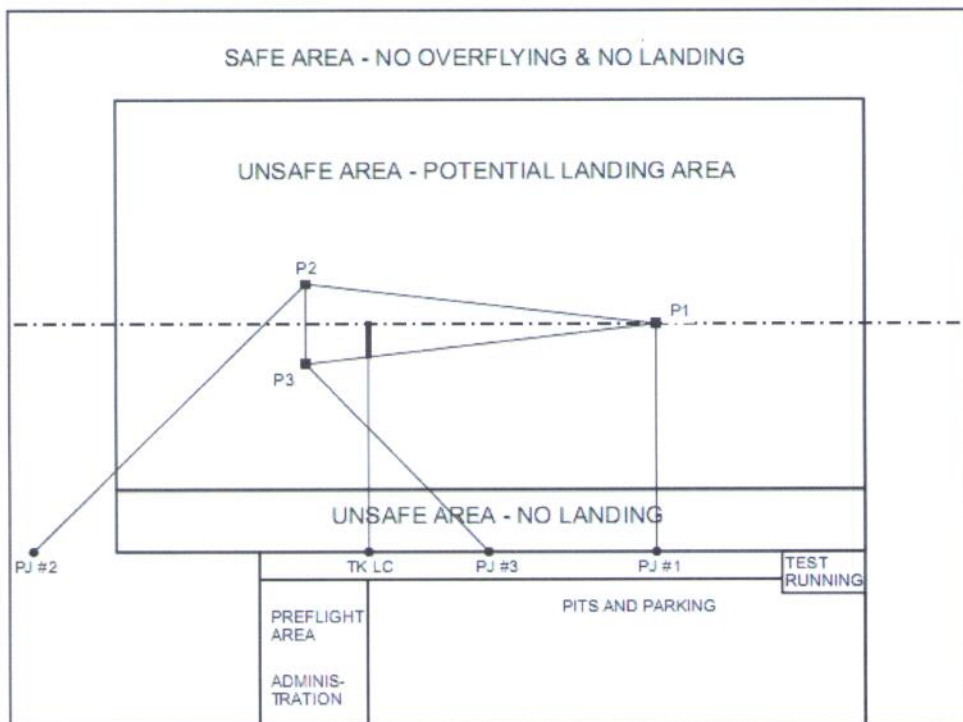 SAFE AREA - NO OVERFLYING & NO LANDING
UNSAFE AREA - POTENTIAL LANDING AREA
P2
P1
P3
UNSAFE AREA - NO LANDING
PJ #2
TK LC
PJ #3
PJ #1
TEST
RUNNING
PITS AND PARKING
PREFLIGHT
AREA
ADMINIS-
TRATION